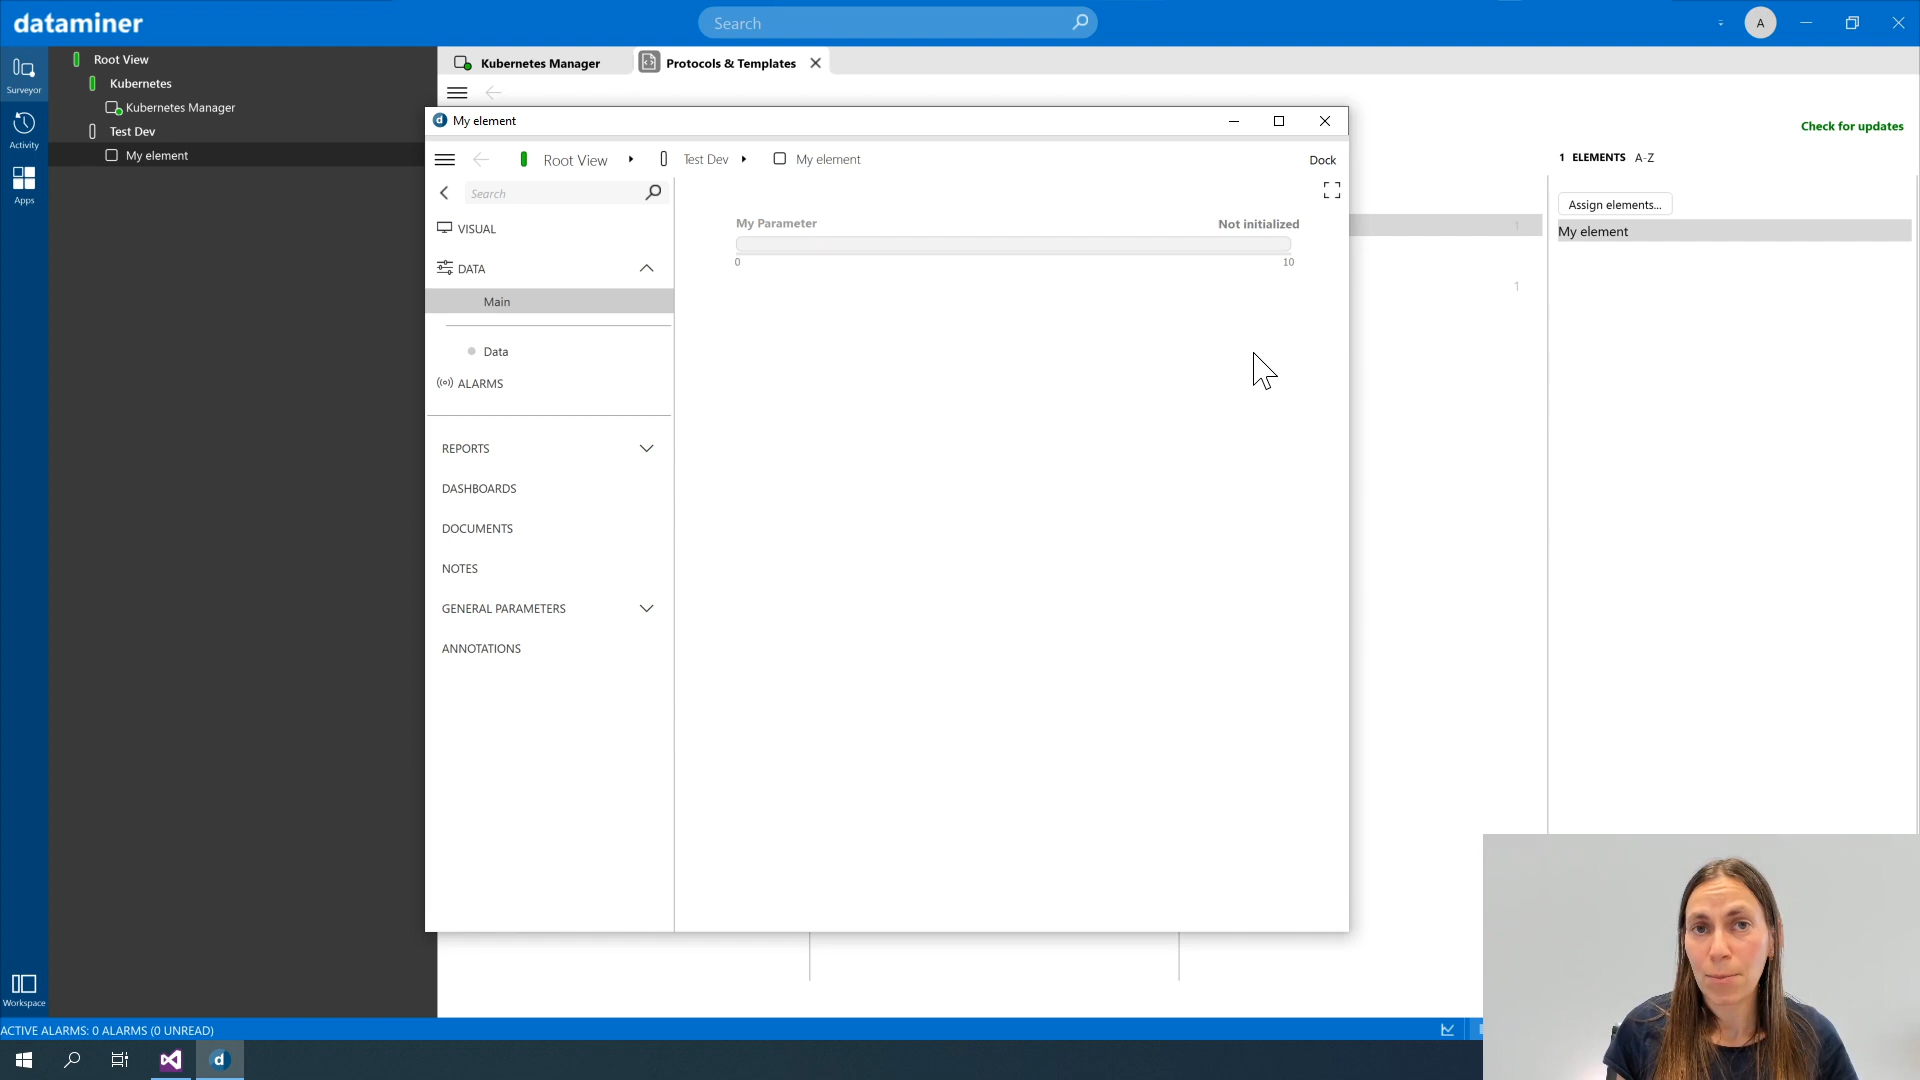 dataminer
Search
A
Surveyor
Activity
Apps
Workspace
Root View
Kubernetes
Kubernetes Manager
Test Dev
My element
Kubernetes Manager
Protocols & Templates
Check for updates
1 ELEMENTS A-Z
Assign elements...
My element
1
1
My element
Root View
Test Dev
My element
Dock
Search
VISUAL
DATA
Main
Data
ALARMS
REPORTS
DASHBOARDS
DOCUMENTS
NOTES
GENERAL PARAMETERS
ANNOTATIONS
My Parameter
Not initialized
0
10
ACTIVE ALARMS: 0 ALARMS (0 UNREAD)